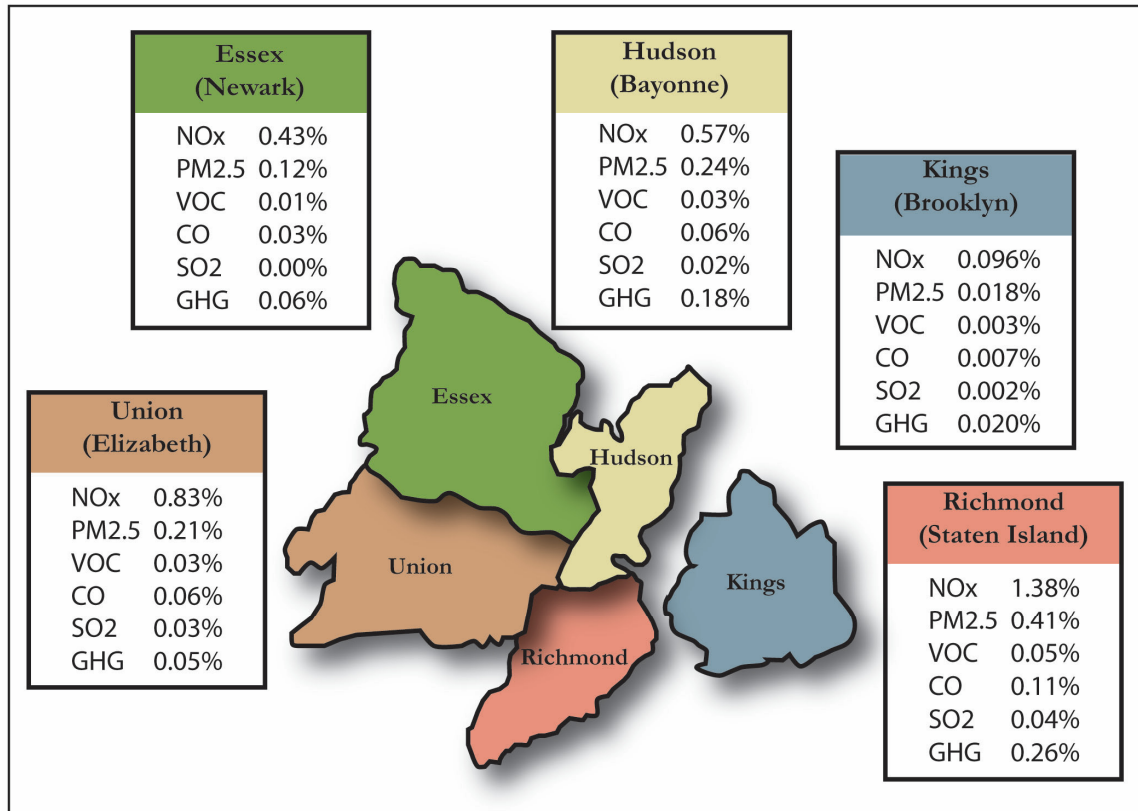 Essex
(Newark)
NOx 0.43%
PM2.5 0.12%
VOC 0.01%
CO 0.03%
SO2 0.00%
GHG 0.06%
Hudson
(Bayonne)
NOx 0.57%
PM2.5 0.24%
VOC 0.03%
CO 0.06%
SO2 0.02%
GHG 0.18%
Kings
(Brooklyn)
NOx 0.096%
PM2.5 0.018%
VOC 0.003%
CO 0.007%
SO2 0.002%
GHG 0.020%
Union
(Elizabeth)
NOx 0.83%
PM2.5 0.21%
VOC 0.03%
CO 0.06%
SO2 0.03%
GHG 0.05%
Richmond
(Staten Island)
NOx 1.38%
PM2.5 0.41%
VOC 0.05%
CO 0.11%
SO2 0.04%
GHG 0.26%
Essex
Hudson
Union
Kings
Richmond